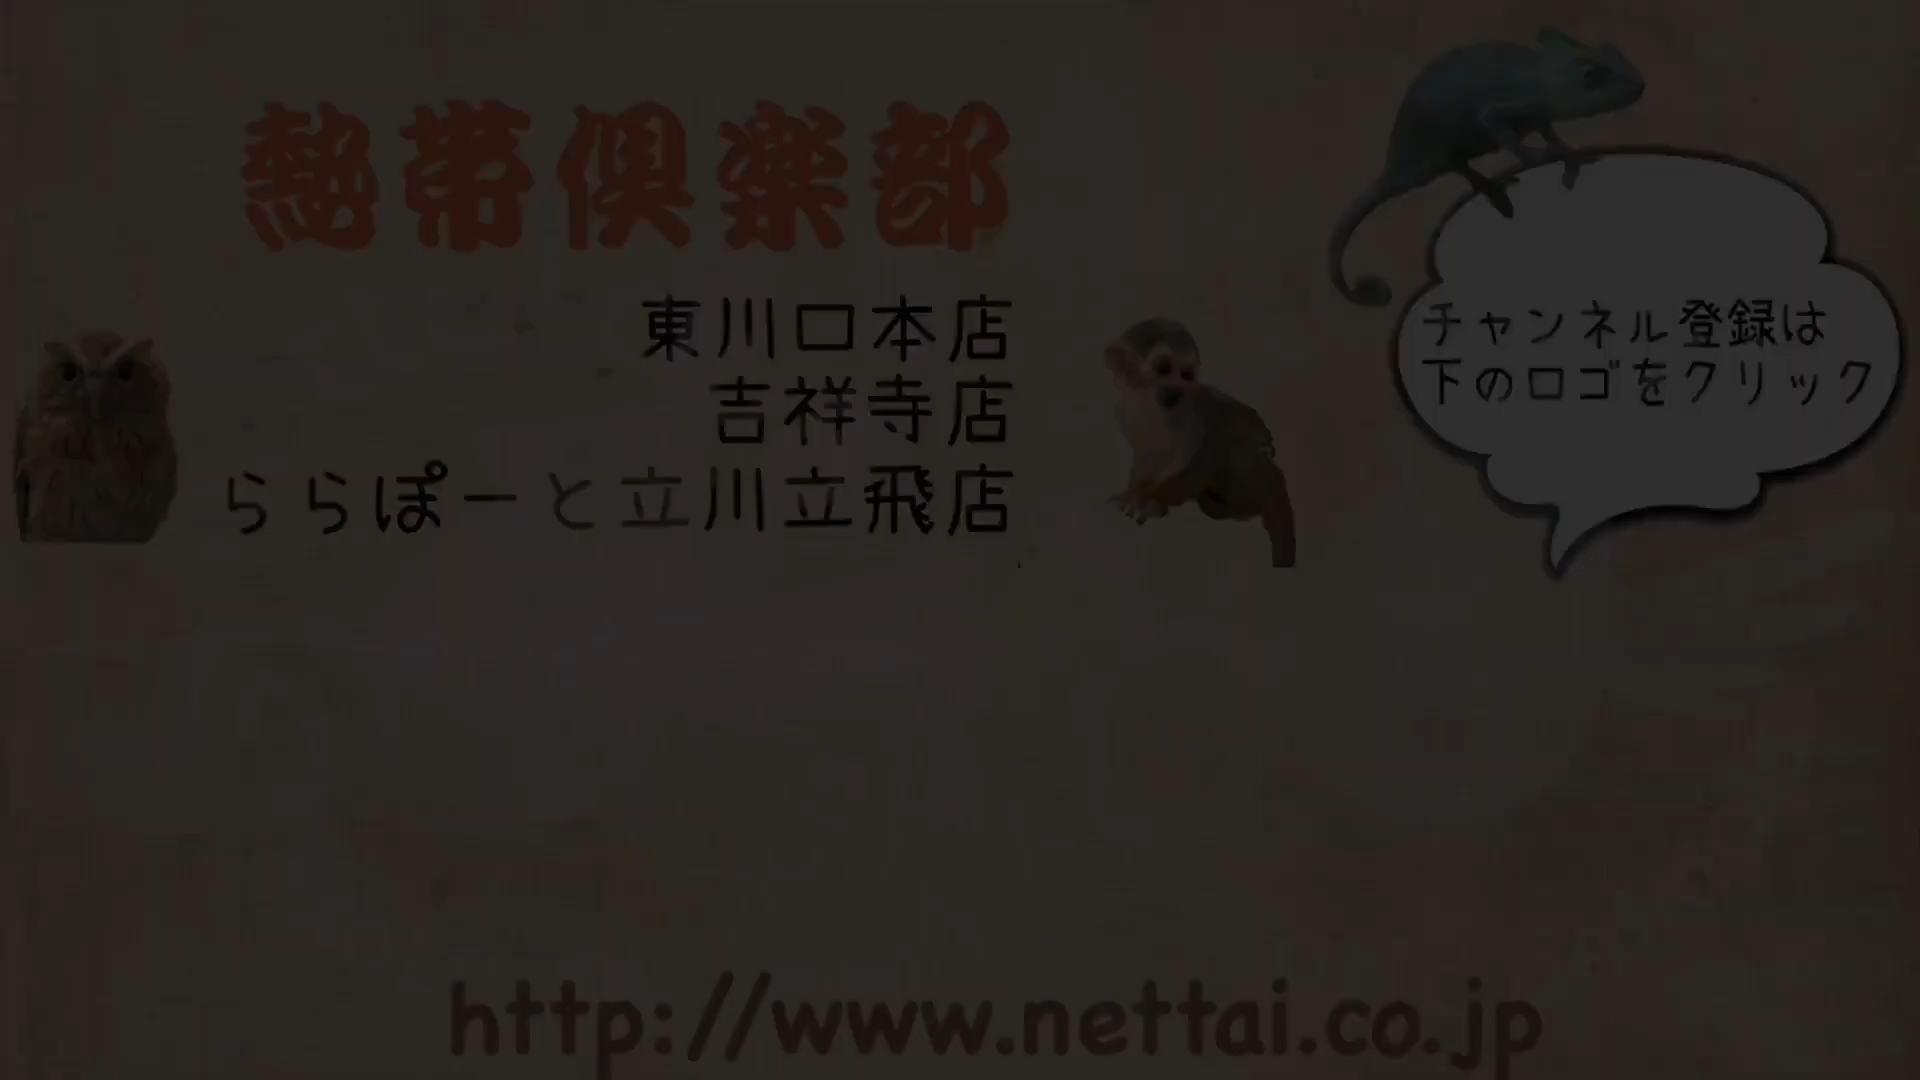 熱帯倶楽部
東川口本店
吉祥寺店
ららぽーと立川立飛店
チャンネル登録は
下のロゴをクリック
http://www.nettai.co.jp